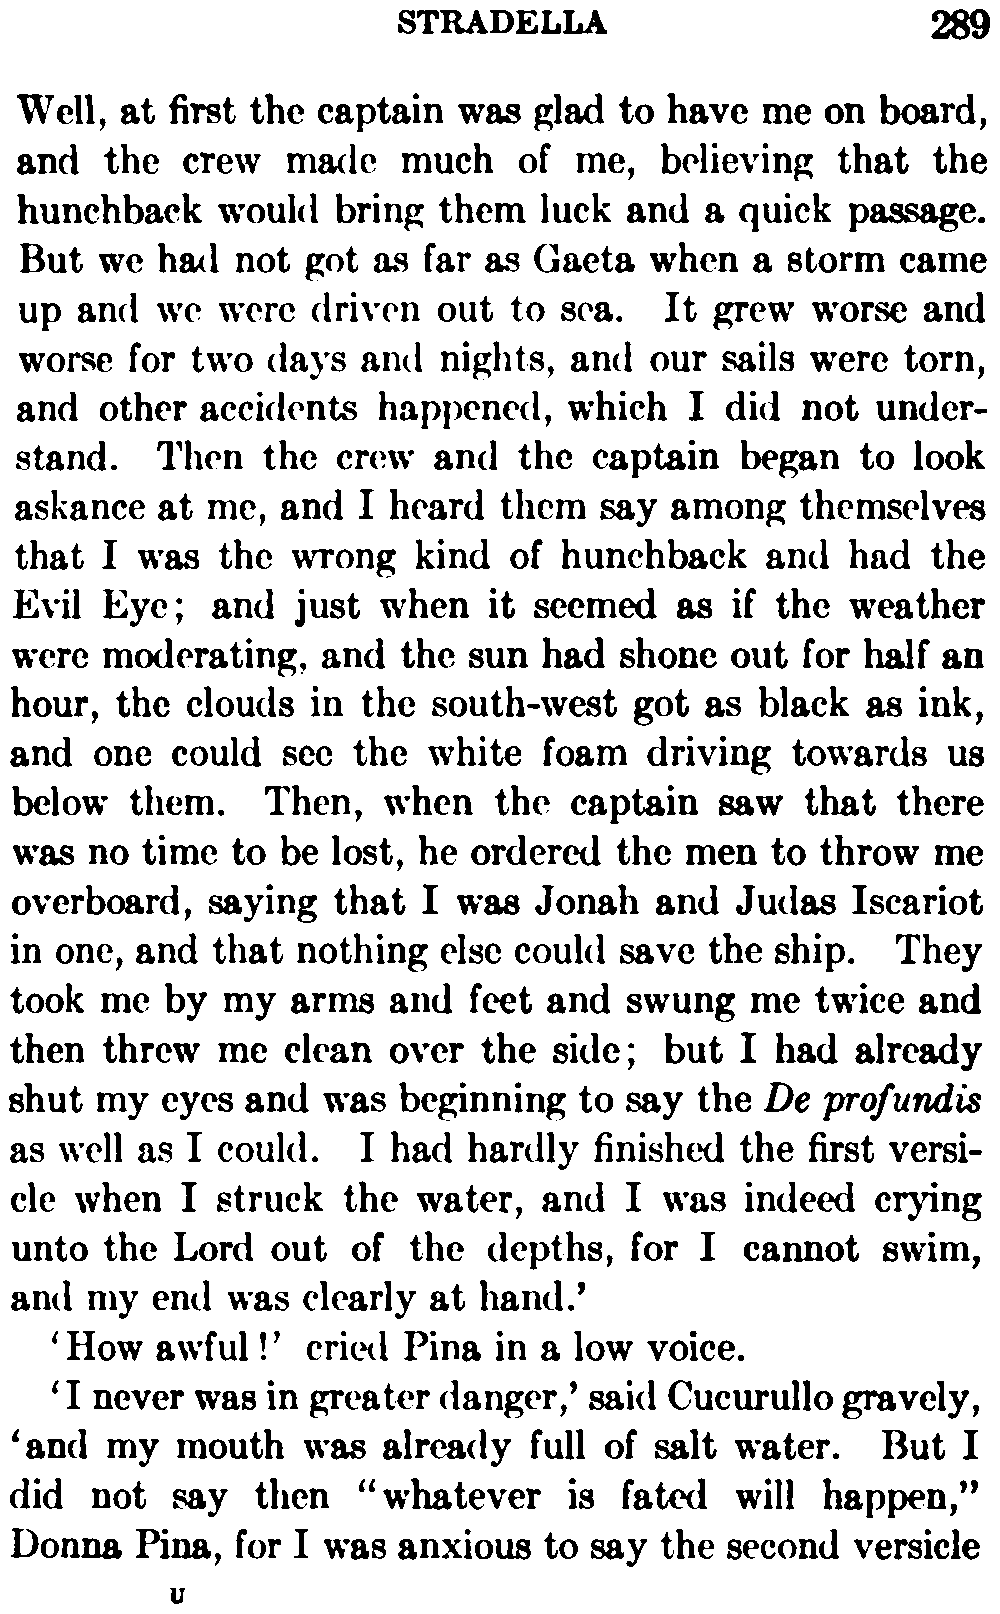 STRADELLA 289
Well, at first the captain was glad to have me on board,
and the crew made much of me, believing that the
hunchback would bring them luck and a quick passage.
But we had not got as far as Gaeta when a storm came
up and we were driven out to sea. It grew worse and
worse for two days and nights, and our sails were torn,
and other accidents happened, which I did not under-
stand. Then the crew and the captain began to look
askance at me, and I heard them say among themselves
that I was the wrong kind of hunchback and had the
Evil Eye; and just when it seemed as if the weather
were moderating, and the sun had shone out for half an
hour, the clouds in the south-west got as black as ink,
and one could see the white foam driving towards us
below them. Then, when the captain saw that there
was no time to be lost, he ordered the men to throw me
overboard, saying that I was Jonah and Judas Iscariot
in one, and that nothing else could save the ship. They
took me by my arms and feet and swung me twice and
then threw me clean over the side; but I had already
shut my eyes and was beginning to say the De profundis
as well as I could. I had hardly finished the first versi-
cle when I struck the water, and I was indeed crying
unto the Lord out of the depths, for I cannot swim,
and my end was clearly at hand.'
'How awful!' cried Pina in a low voice.
'I never was in greater danger,' said Cucurullo gravely,
'and my mouth was already full of salt water. But I
did not say then "whatever is fated will happen,"
Donna Pina, for I was anxious to say the second versicle
U